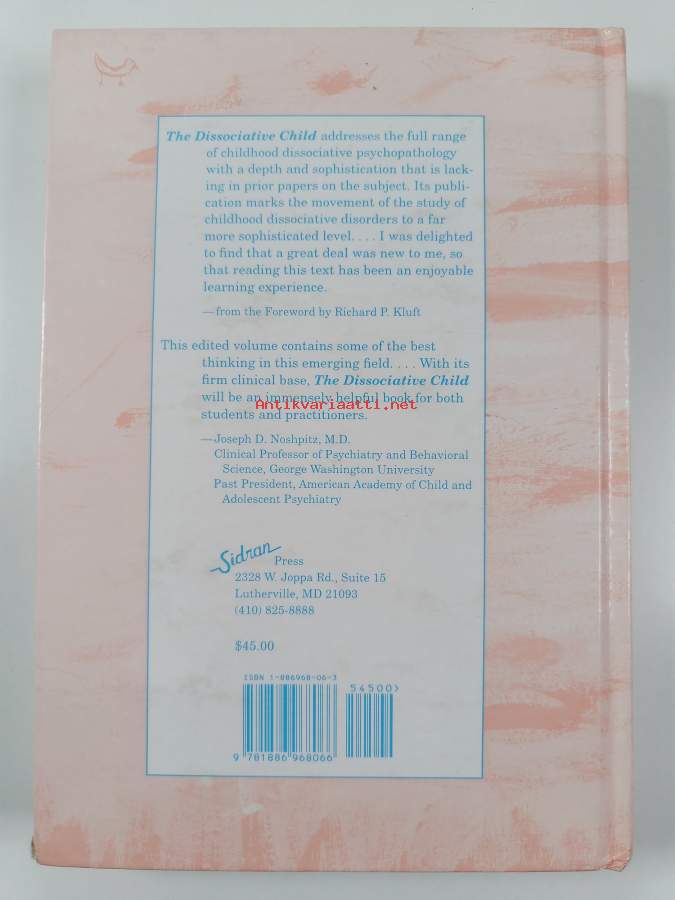 The Dissociative Child addresses the full range
of childhood dissociative psychopathology
with a depth and sophistication that is lack-
ing in prior papers on the subject. Its publi-
cation marks the movement of the study of
childhood dissociative disorders to a far
more sophisticated level. . . . I was delighted
to find that a great deal was new to me, so
that reading this text has been an enjoyable
learning experience.
—from the Foreword by Richard P. Kluft
This edited volume contains some of the best
thinking in this emerging field. . . . With its
firm clinical base, The Dissociative Child
will be an immensely helpful book for both
Antikvariaatti.net
students and practitioners.
—Joseph D. Noshpitz, M.D.
Clinical Professor of Psychiatry and Behavioral
Science, George Washington University
Past President, American Academy of Child and
Adolescent Psychiatry
Sidran Press
2328 W. Joppa Rd., Suite 15
Lutherville, MD 21093
(410) 825-8888
$45.00
ISBN 1-886968-06-3
54500>
9 781886 968066